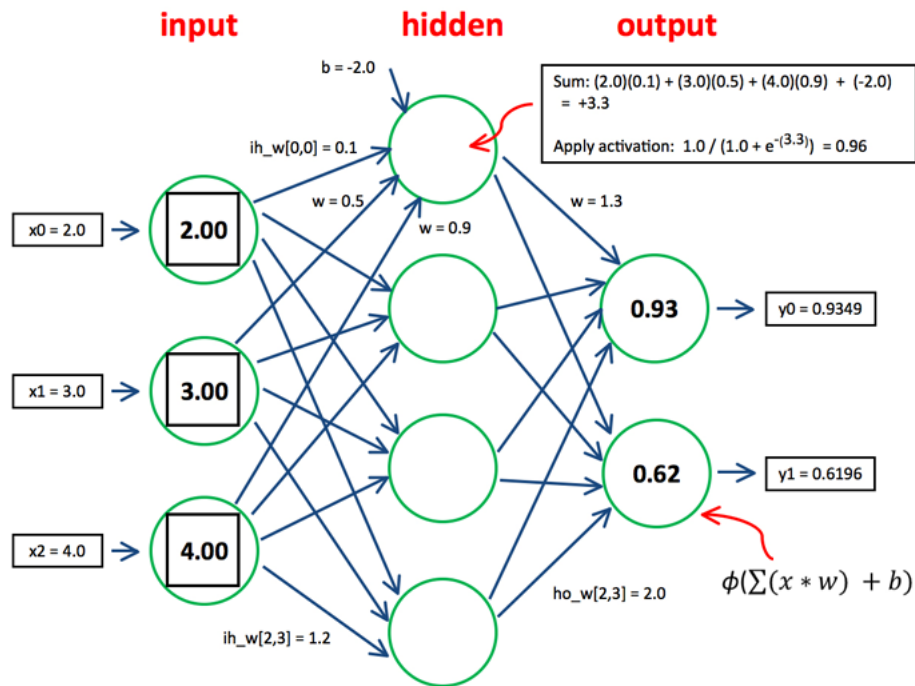 input
hidden
output
b = -2.0
Sum: (2.0)(0.1) + (3.0)(0.5) + (4.0)(0.9) + (-2.0)
= +3.3
Apply activation: 1.0 / (1.0 + e^-(3.3)) = 0.96
ih_w[0,0] = 0.1
w = 0.5
w = 0.9
w = 1.3
x0 = 2.0
2.00
0.93
y0 = 0.9349
x1 = 3.0
3.00
0.62
y1 = 0.6196
x2 = 4.0
4.00
ϕ(∑(x * w) + b)
ho_w[2,3] = 2.0
ih_w[2,3] = 1.2